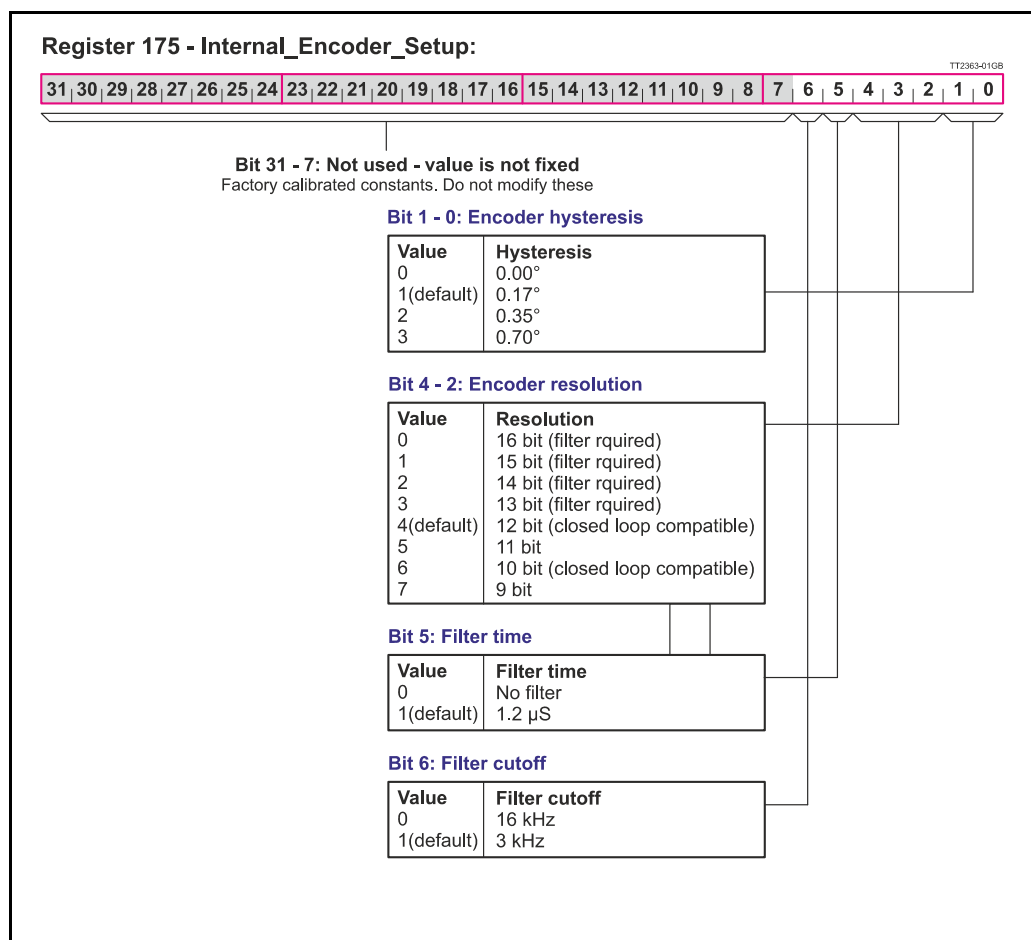 Register 175 - Internal_Encoder_Setup:
TT2363-01GB
31 30 29 28 27 26 25 24 23 22 21 20 19 18 17 16 15 14 13 12 11 10 9 8 7 6 5 4 3 2 1 0
Bit 31 - 7: Not used - value is not fixed
Factory calibrated constants. Do not modify these
Bit 1 - 0: Encoder hysteresis
Value Hysteresis
0 0.00°
1(default) 0.17°
2 0.35°
3 0.70°
Bit 4 - 2: Encoder resolution
Value Resolution
0 16 bit (filter rquired)
1 15 bit (filter rquired)
2 14 bit (filter rquired)
3 13 bit (filter rquired)
4(default) 12 bit (closed loop compatible)
5 11 bit
6 10 bit (closed loop compatible)
7 9 bit
Bit 5: Filter time
Value Filter time
0 No filter
1(default) 1.2 µS
Bit 6: Filter cutoff
Value Filter cutoff
0 16 kHz
1(default) 3 kHz